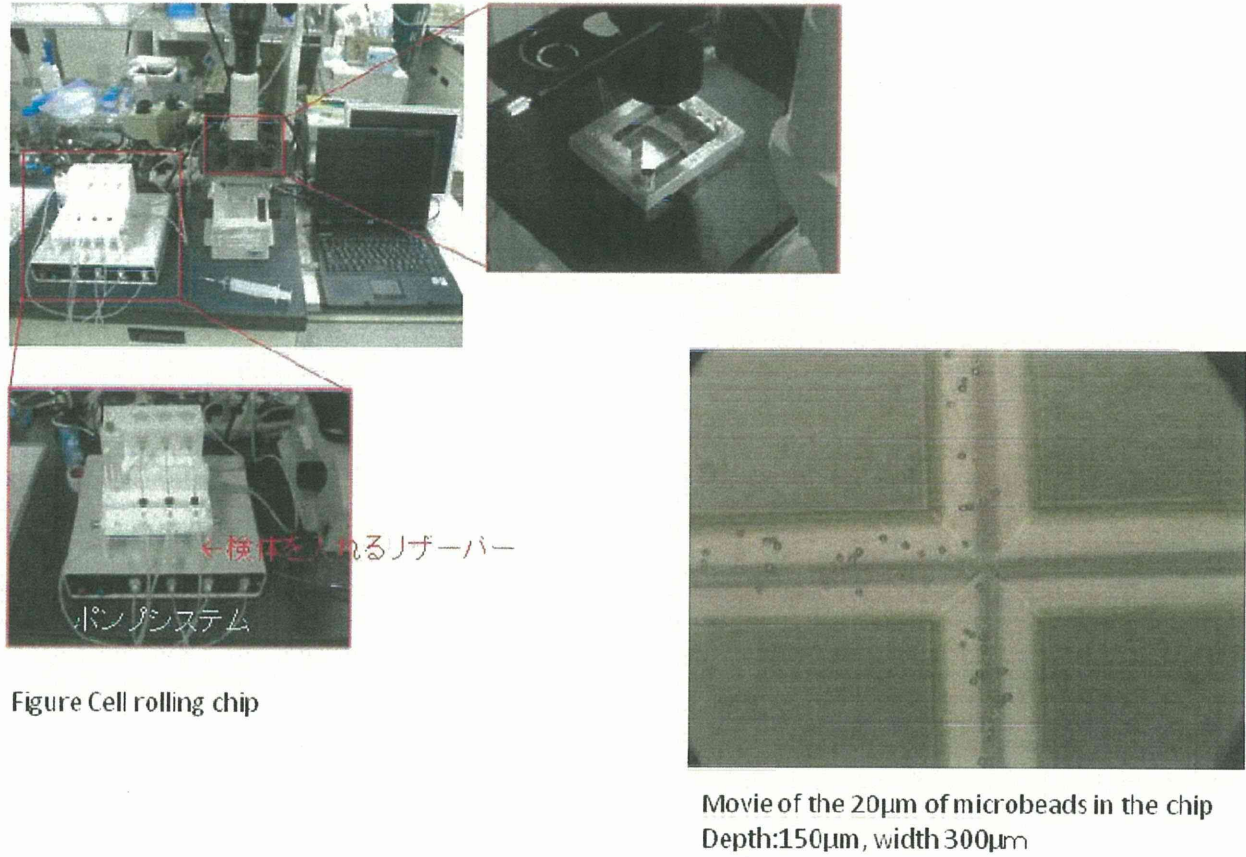 ←検体を入れるリザーバー
ポンプシステム
Figure Cell rolling chip
Movie of the 20μm of microbeads in the chip
Depth:150μm, width 300μm